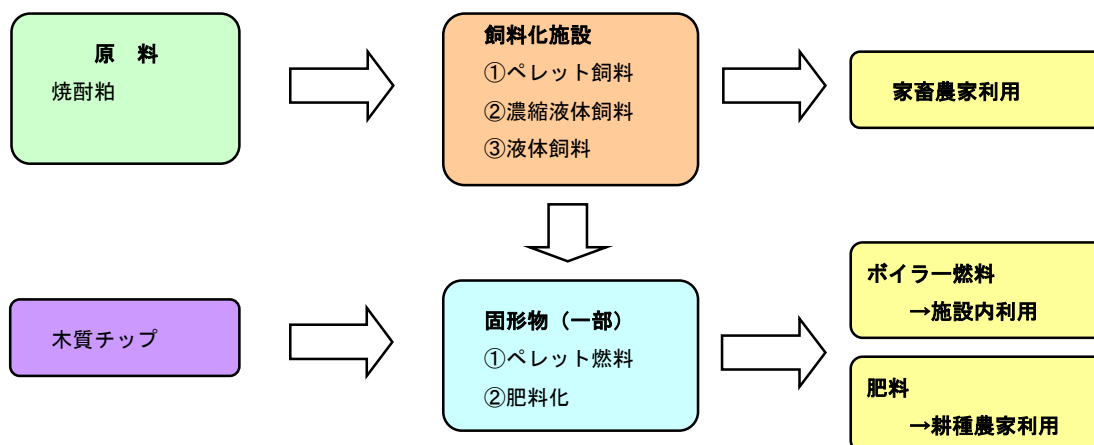 原　料
焼酎粕
飼料化施設
①ペレット飼料
②濃縮液体飼料
③液体飼料
家畜農家利用
木質チップ
固形物（一部）
①ペレット燃料
②肥料化
ボイラー燃料
→施設内利用
肥料
→耕種農家利用